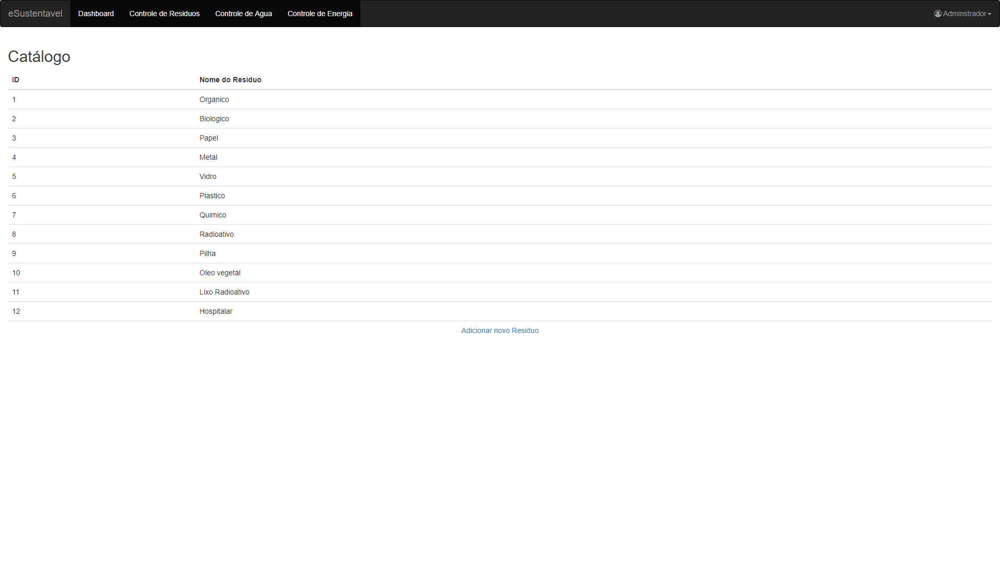 eSustentavel Dashboard Controle de Residuos Controle de Agua Controle de Energia Adminstrador
Catálogo
ID Nome do Residuo
1 Organico
2 Biologico
3 Papel
4 Metal
5 Vidro
6 Plastico
7 Quimico
8 Radioativo
9 Pilha
10 Oleo vegetal
11 Lixo Radioativo
12 Hospitalar
Adicionar novo Residuo